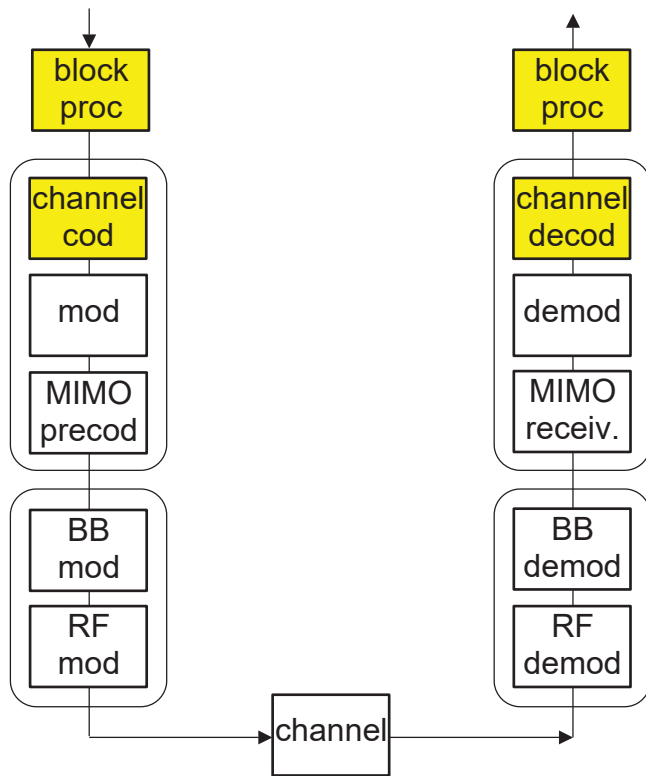 block
proc
channel
cod
mod
MIMO
precod
BB
mod
RF
mod
channel
block
proc
channel
decod
demod
MIMO
receiv.
BB
demod
RF
demod